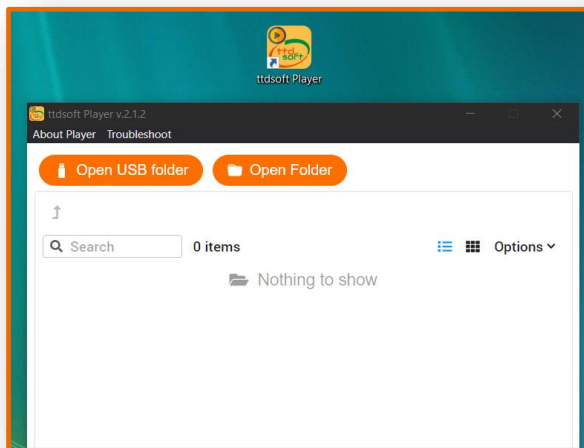 ttd
soft
ttdsoft Player
ttdsoft Player v.2.1.2
About Player Troubleshoot
Open USB folder Open Folder
Search 0 items Options
Nothing to show